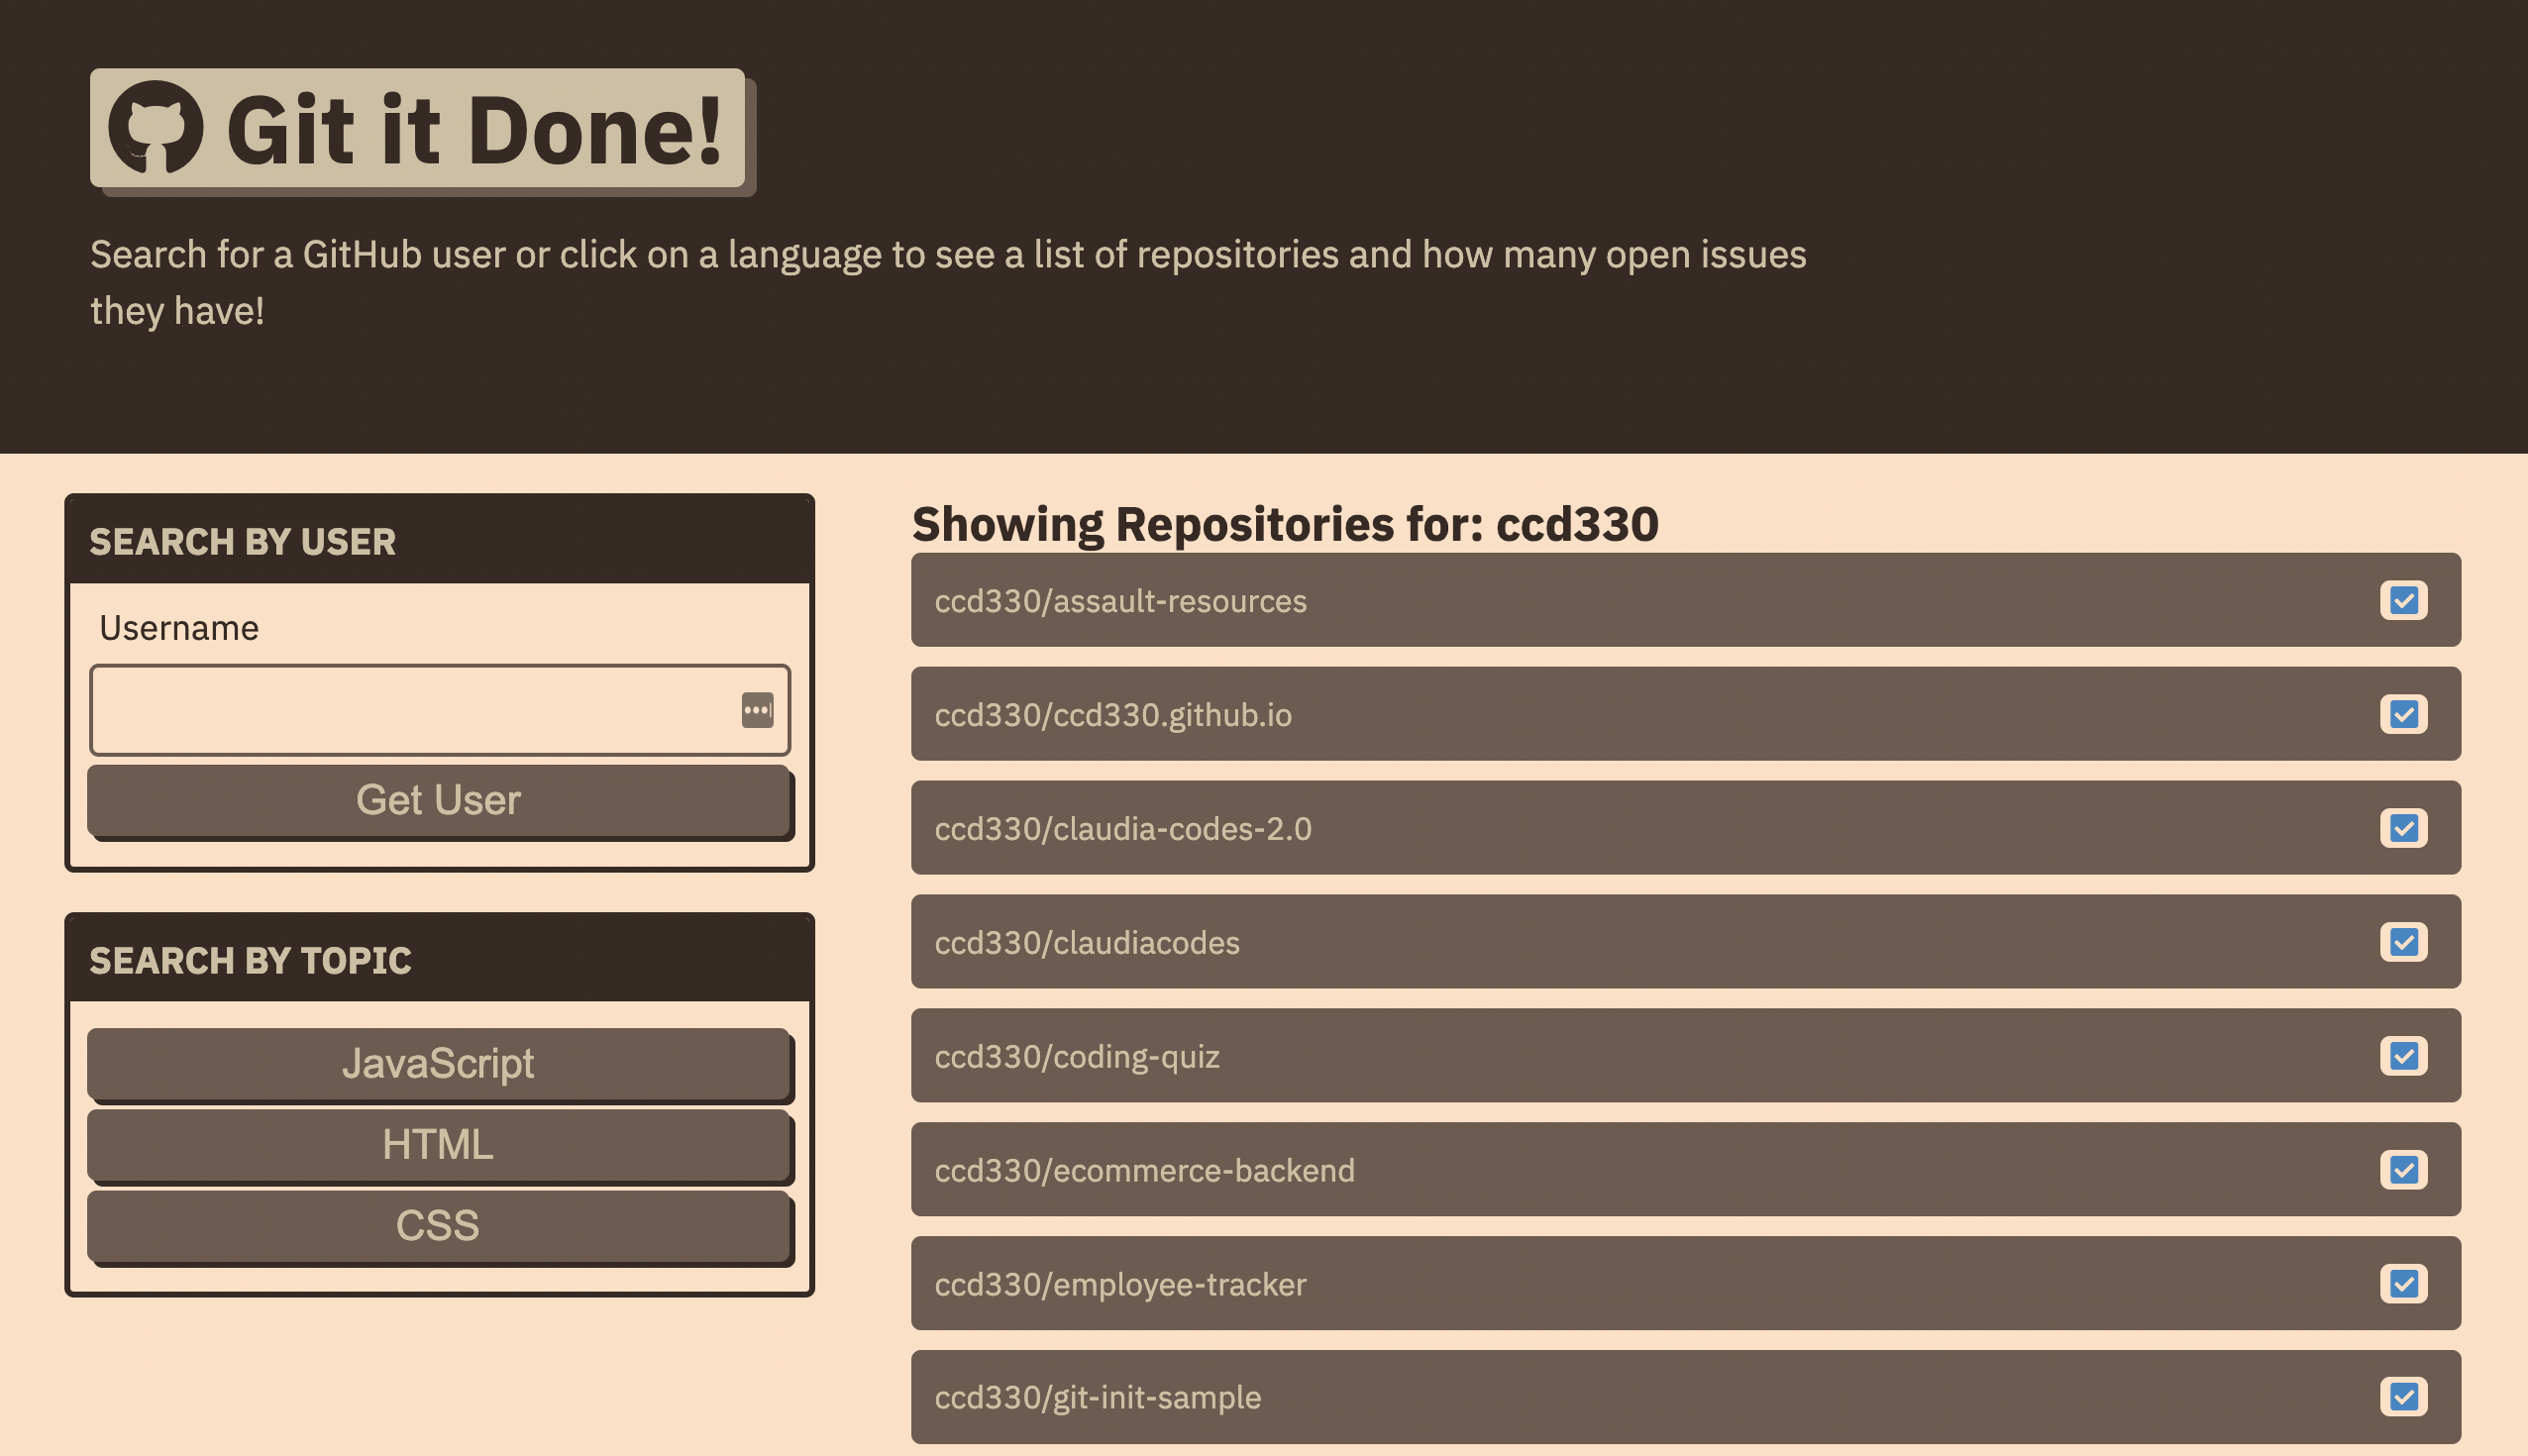 Git it Done!
Search for a GitHub user or click on a language to see a list of repositories and how many open issues
they have!
SEARCH BY USER
Username
Get User
SEARCH BY TOPIC
JavaScript
HTML
CSS
Showing Repositories for: ccd330
ccd330/assault-resources
ccd330/ccd330.github.io
ccd330/claudia-codes-2.0
ccd330/claudiacodes
ccd330/coding-quiz
ccd330/ecommerce-backend
ccd330/employee-tracker
ccd330/git-init-sample